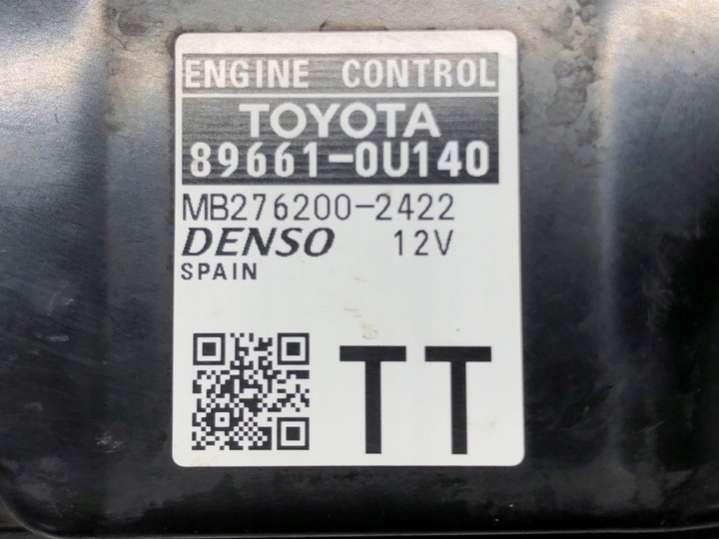 ENGINE CONTROL
TOYOTA
89661-0U140
MB276200-2422
DENSO 12V
SPAIN
TT